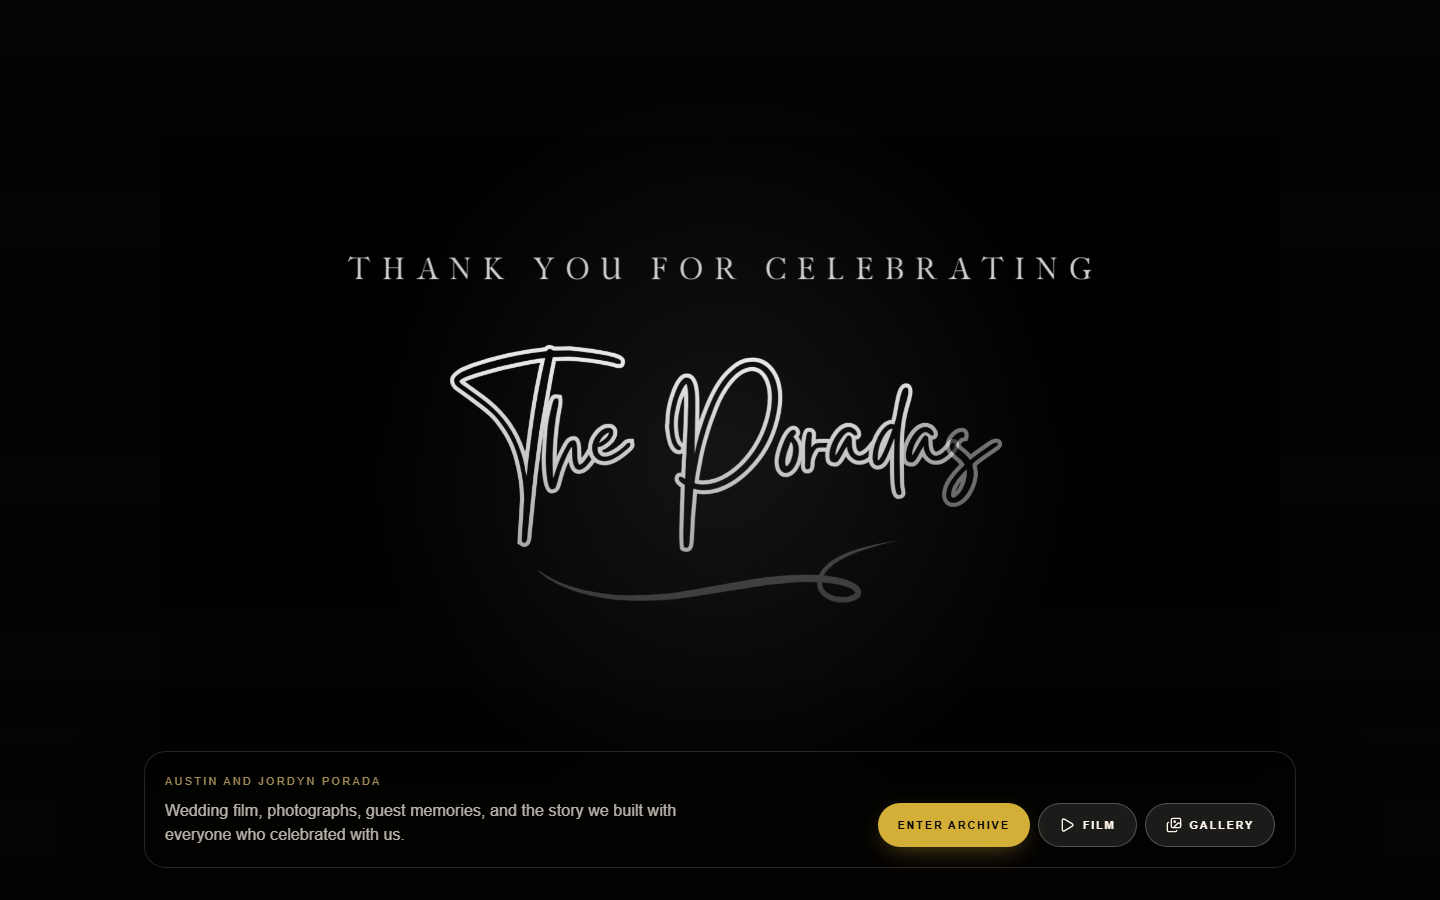 THANK YOU FOR CELEBRATING
The Poradas
AUSTIN AND JORDYN PORADA
Wedding film, photographs, guest memories, and the story we built with
everyone who celebrated with us.
ENTER ARCHIVE
FILM
GALLERY